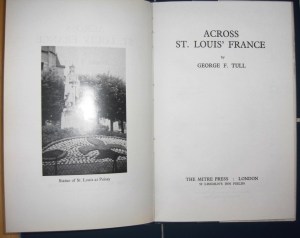 Statue of St. Louis at Poissy
ACROSS
ST. LOUIS' FRANCE
by
GEORGE F. TULL
THE MITRE PRESS · LONDON